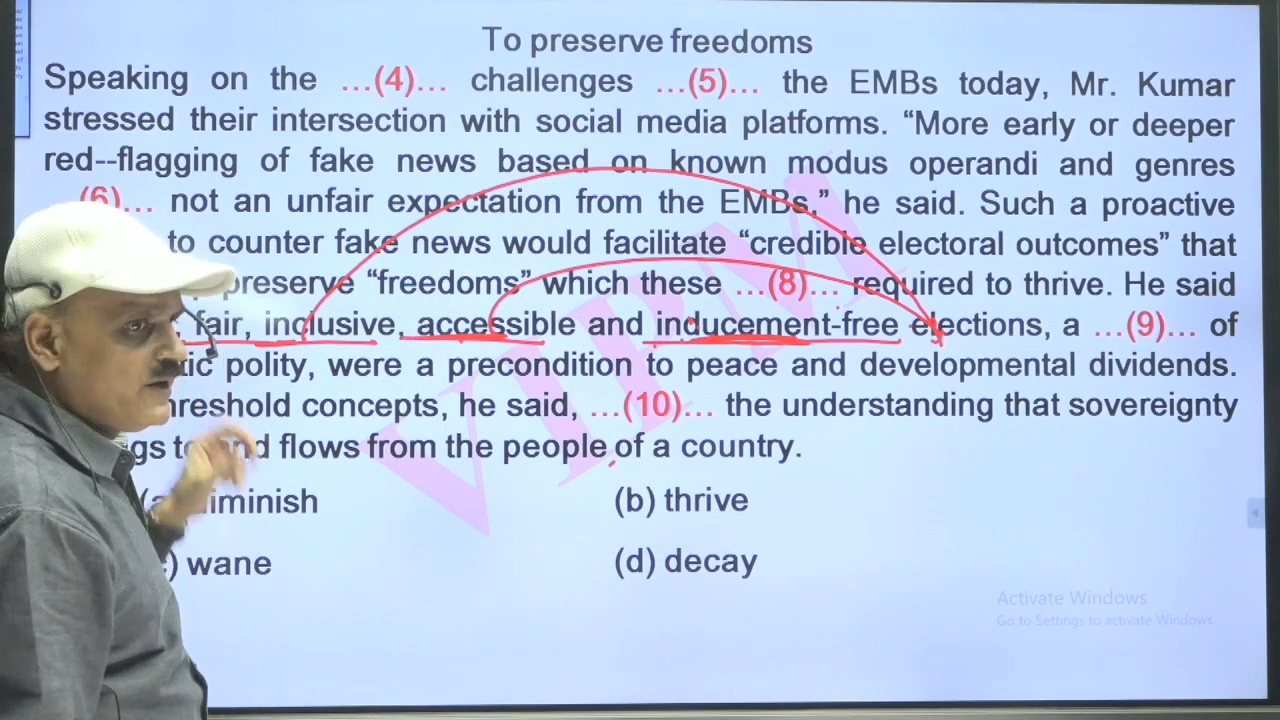 To preserve freedoms
Speaking on the ...(4)... challenges ...(5)... the EMBs today, Mr. Kumar
stressed their intersection with social media platforms. “More early or deeper
red--flagging of fake news based on known modus operandi and genres
(6)... not an unfair expectation from the EMBs.” he said. Such a proactive
to counter fake news would facilitate “credible electoral outcomes” that
preserve “freedoms” which these ...(8)... required to thrive. He said
fair, inclusive, accessible and inducement-free elections, a ...(9)... of
polity, were a precondition to peace and developmental dividends.
concepts, he said, ...(10)... the understanding that sovereignty
and flows from the people of a country.
diminish (b) thrive
wane (d) decay
VIPM
Activate Windows
Go to Settings to activate Windows.